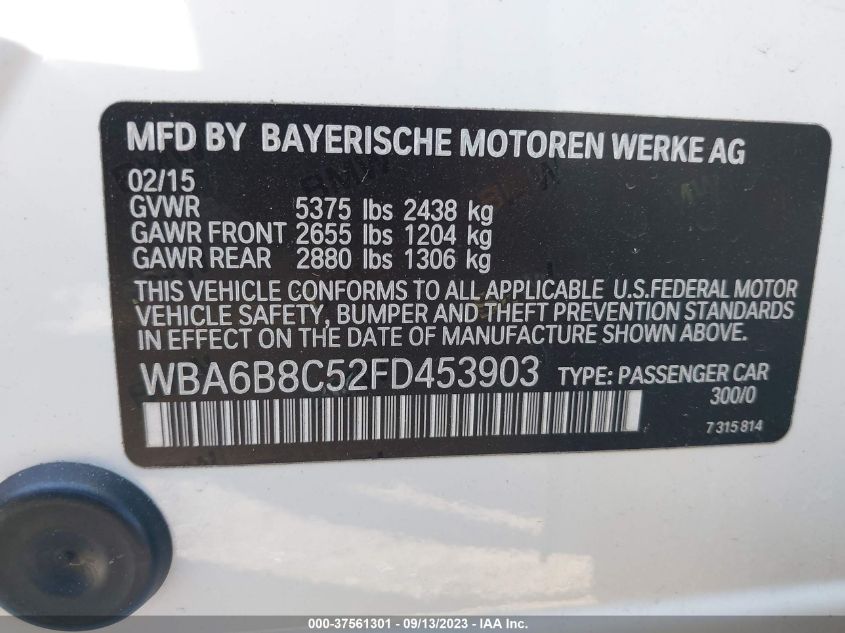 MFD BY BAYERISCHE MOTOREN WERKE AG
02/15
GVWR 5375 lbs 2438 kg
GAWR FRONT 2655 lbs 1204 kg
GAWR REAR 2880 lbs 1306 kg
THIS VEHICLE CONFORMS TO ALL APPLICABLE U.S.FEDERAL MOTOR
VEHICLE SAFETY, BUMPER AND THEFT PREVENTION STANDARDS
IN EFFECT ON THE DATE OF MANUFACTURE SHOWN ABOVE.
WBA6B8C52FD453903 TYPE: PASSENGER CAR
300/0
7 315 814
000-37561301 - 09/13/2023 - IAAI.COM